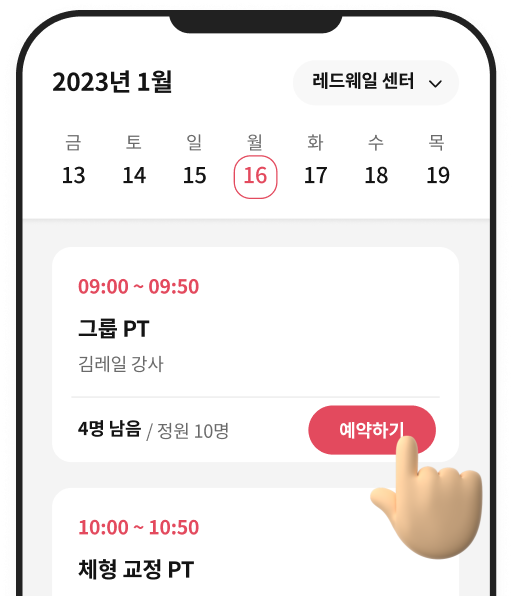 2023년 1월 레드웨일 센터
금 토 일 월 화 수 목
13 14 15 16 17 18 19
09:00 ~ 09:50
그룹 PT
김레일 강사
4명 남음 / 정원 10명
예약하기
10:00 ~ 10:50
체형 교정 PT